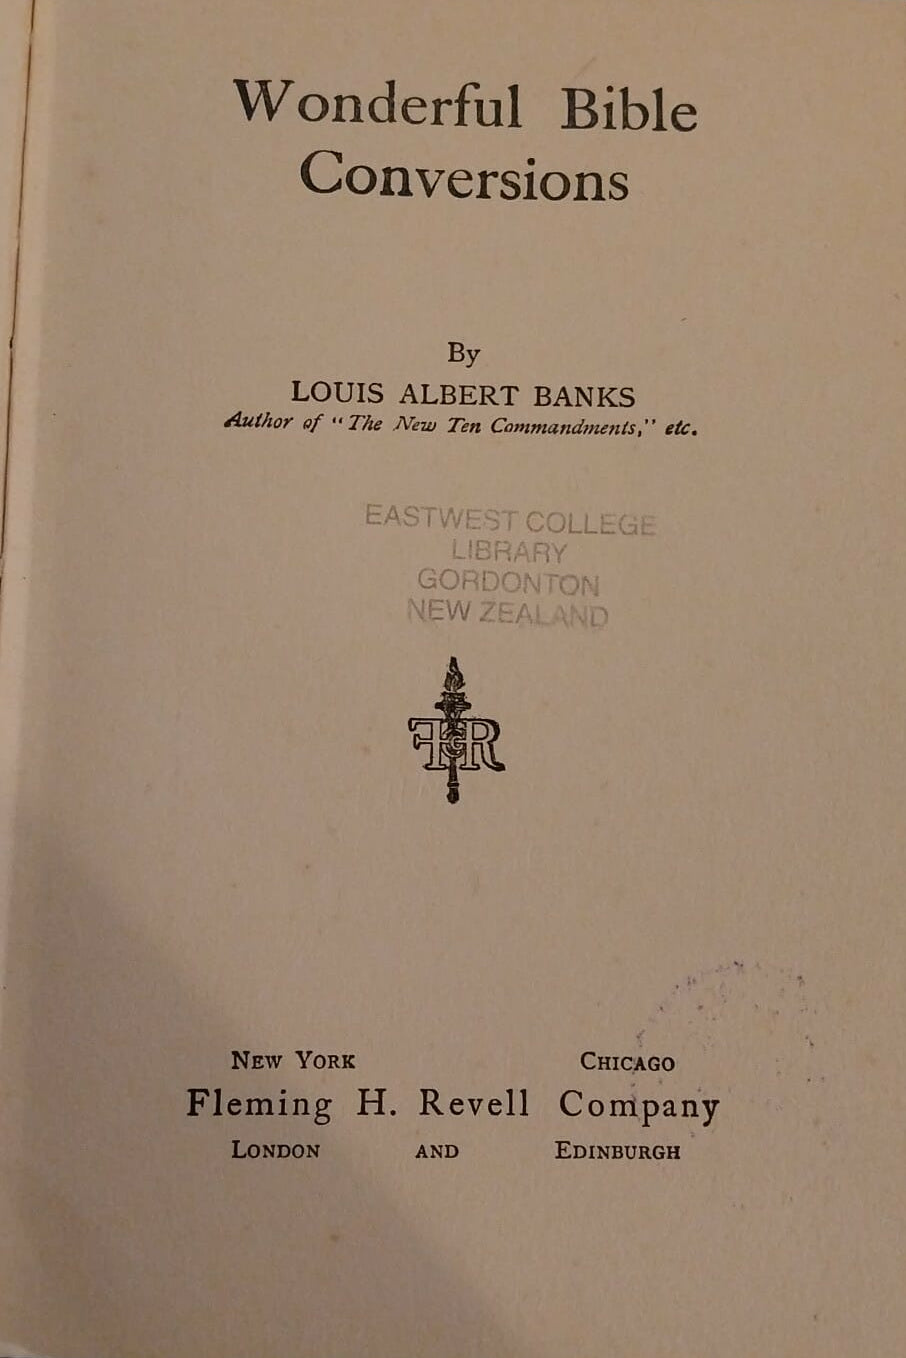 Wonderful Bible
Conversions
By
LOUIS ALBERT BANKS
Author of "The New Ten Commandments," etc.
EASTWEST COLLEGE
LIBRARY
GORDONTON
NEW ZEALAND
FHR
NEW YORK CHICAGO
Fleming H. Revell Company
LONDON AND EDINBURGH